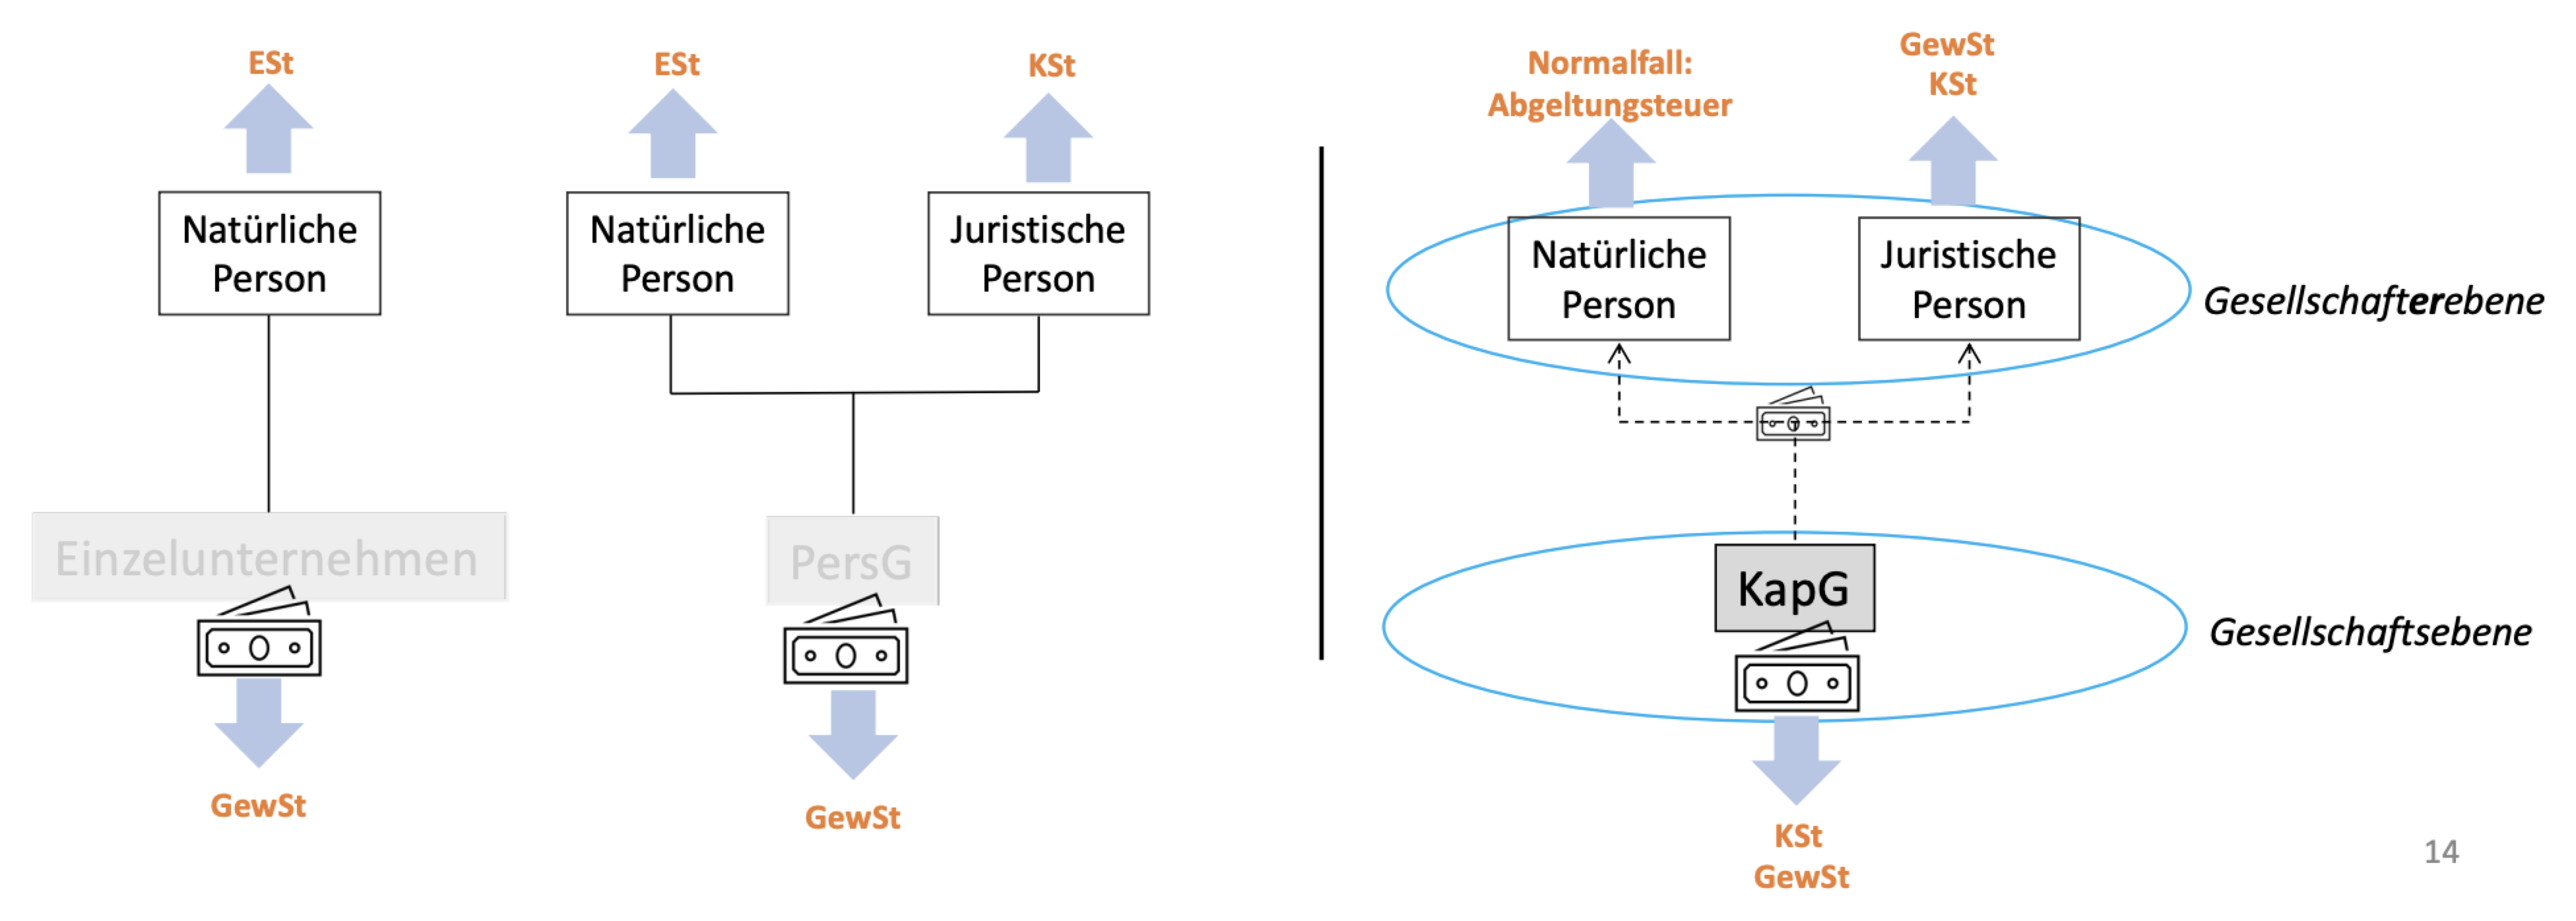 ESt
Natürliche
Person
Einzelunternehmen
GewSt
ESt
KSt
Natürliche
Person
Juristische
Person
PersG
GewSt
Normalfall:
Abgeltungsteuer
GewSt
KSt
Natürliche
Person
Juristische
Person
Gesellschafterebene
KapG
Gesellschaftsebene
KSt
GewSt
14